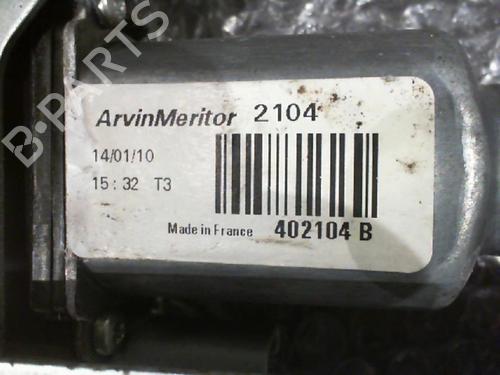 B-PARTS
ArvinMeritor 2104
14/01/10
15:32 T3
Made in France 402104 B